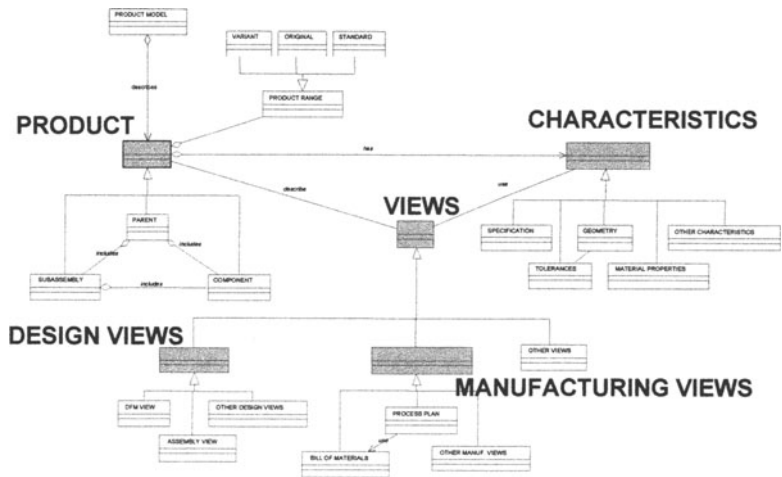 PRODUCT MODEL
VARIANT
ORIGINAL
STANDARD
describes
PRODUCT RANGE
PRODUCT
CHARACTERISTICS
has
describe
VIEWS
PARENT
SPECIFICATION
GEOMETRY
OTHER CHARACTERISTICS
includes
includes
SUBASSEMBLY
COMPONENT
includes
TOLERANCES
MATERIAL PROPERTIES
DESIGN VIEWS
OTHER VIEWS
MANUFACTURING VIEWS
DFM VIEW
OTHER DESIGN VIEWS
PROCESS PLAN
ASSEMBLY VIEW
BILL OF MATERIALS
OTHER MANUF. VIEWS